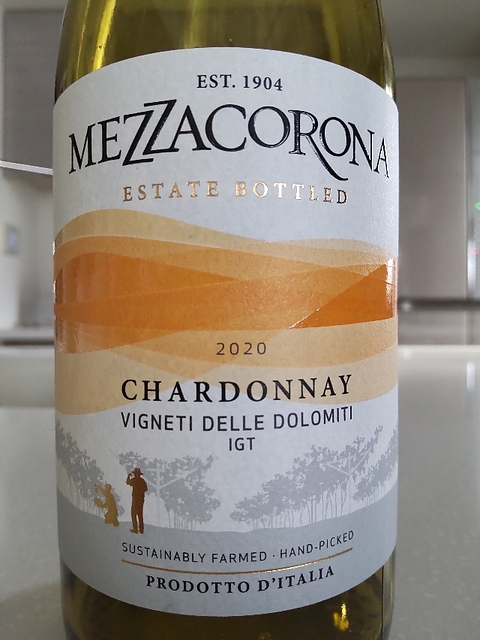 EST. 1904
MEZZACORONA
ESTATE BOTTLED
2020
CHARDONNAY
VIGNETI DELLE DOLOMITI
IGT
SUSTAINABLY FARMED · HAND-PICKED
PRODOTTO D'ITALIA